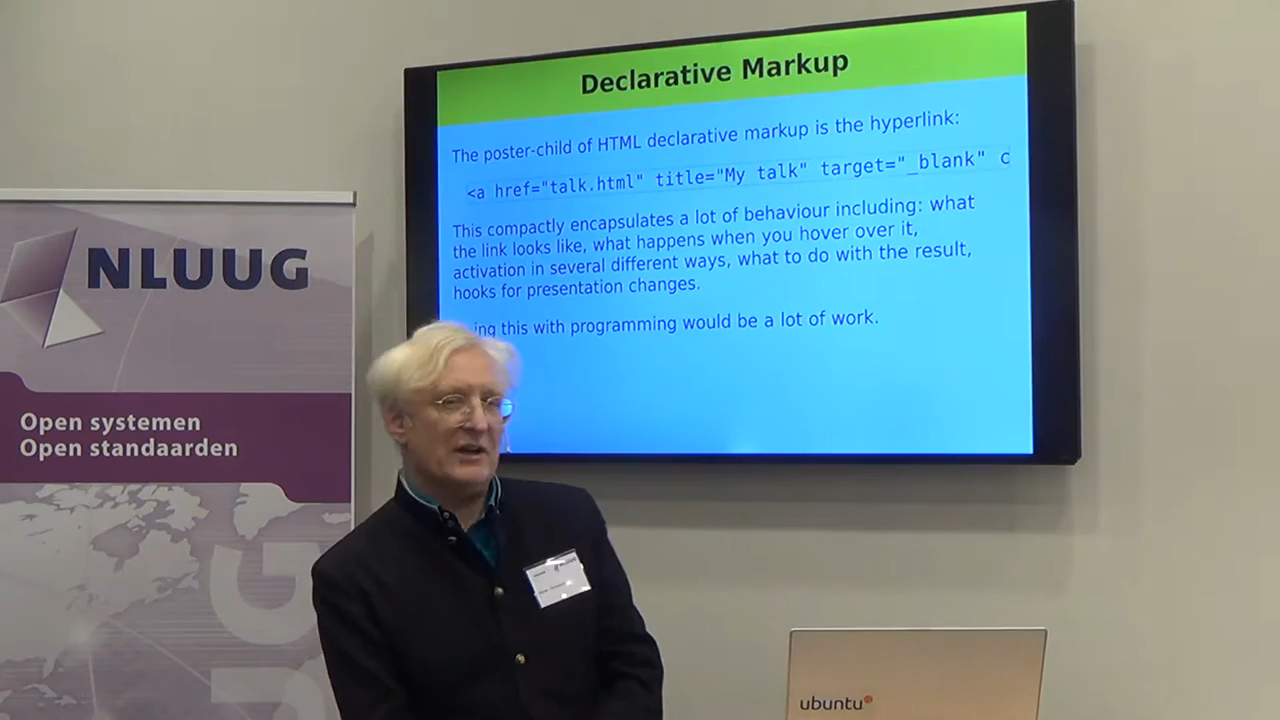 Declarative Markup
The poster-child of HTML declarative markup is the hyperlink:
<a href="talk.html" title="My talk" target="_blank" c
This compactly encapsulates a lot of behaviour including: what
the link looks like, what happens when you hover over it,
activation in several different ways, what to do with the result,
hooks for presentation changes.
ing this with programming would be a lot of work.
NLUUG
Open systemen
Open standaarden
ubuntu